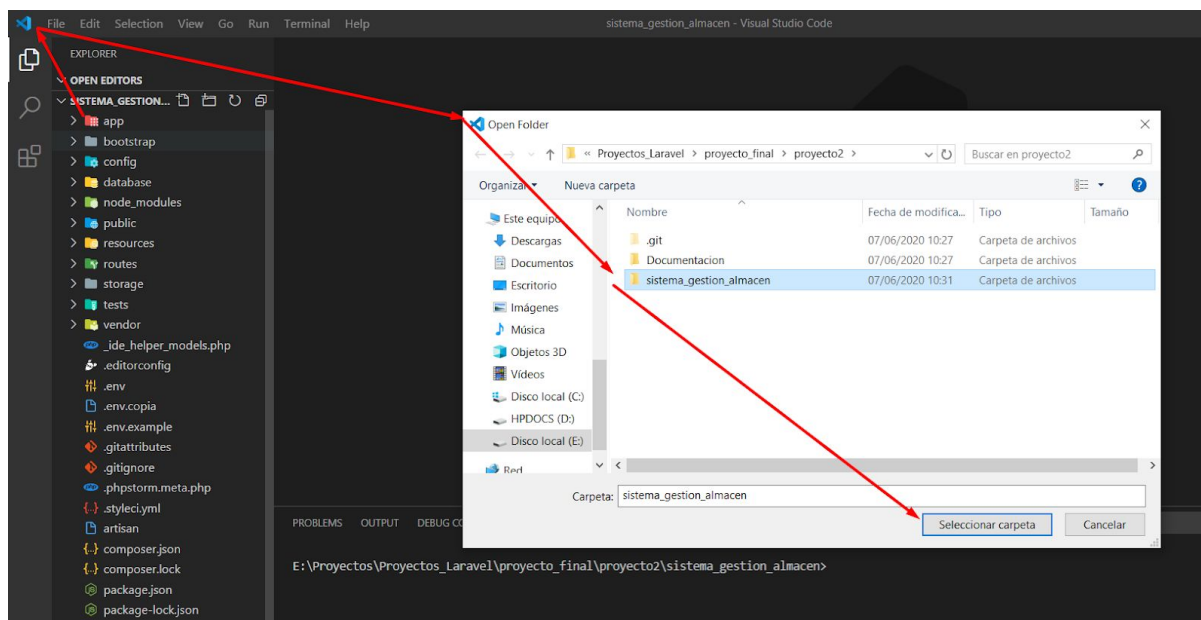 File Edit Selection View Go Run Terminal Help
sistema_gestion_almacen - Visual Studio Code
EXPLORER
OPEN EDITORS
SISTEMA_GESTION...
app
bootstrap
config
database
node_modules
public
resources
routes
storage
tests
vendor
_ide_helper_models.php
.editorconfig
.env
.env.copia
.env.example
.gitattributes
.gitignore
.phpstorm.meta.php
.styleci.yml
artisan
composer.json
composer.lock
package.json
package-lock.json
Open Folder
« Proyectos_Laravel > proyecto_final > proyecto2 >
Buscar en proyecto2
Organizar Nueva carpeta
Este equipo
Descargas
Documentos
Escritorio
Imágenes
Música
Objetos 3D
Vídeos
Disco local (C:)
HPDOCS (D:)
Disco local (E:)
Red
Nombre Fecha de modifica... Tipo Tamaño
.git 07/06/2020 10:27 Carpeta de archivos
Documentacion 07/06/2020 10:27 Carpeta de archivos
sistema_gestion_almacen 07/06/2020 10:31 Carpeta de archivos
Carpeta: sistema_gestion_almacen
Seleccionar carpeta Cancelar
PROBLEMS OUTPUT DEBUG CO
E:\Proyectos\Proyectos_Laravel\proyecto_final\proyecto2\sistema_gestion_almacen>